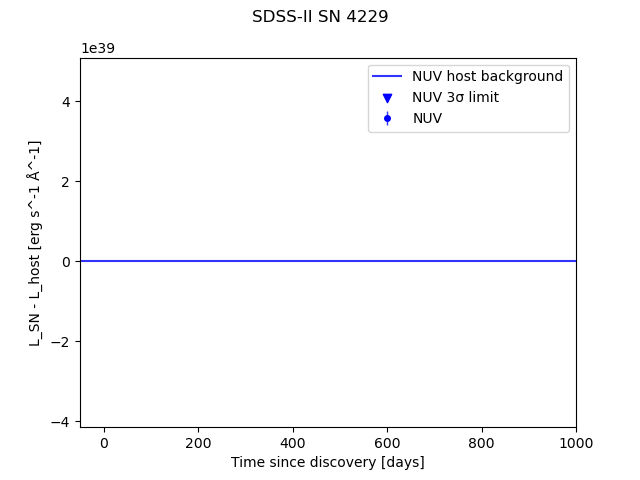 SDSS-II SN 4229
1e39
NUV host background
NUV 3σ limit
NUV
4
2
0
−2
−4
L_SN - L_host [erg s^-1 Å^-1]
0 200 400 600 800 1000
Time since discovery [days]